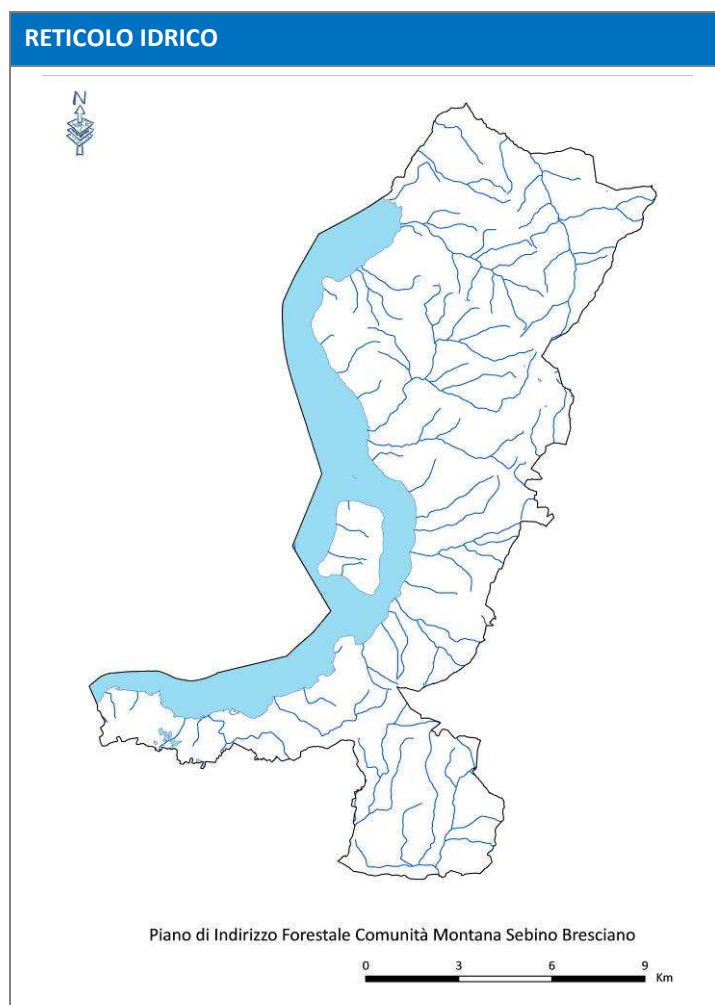 RETICOLO IDRICO
N
Piano di Indirizzo Forestale Comunità Montana Sebino Bresciano
0 3 6 9
Km